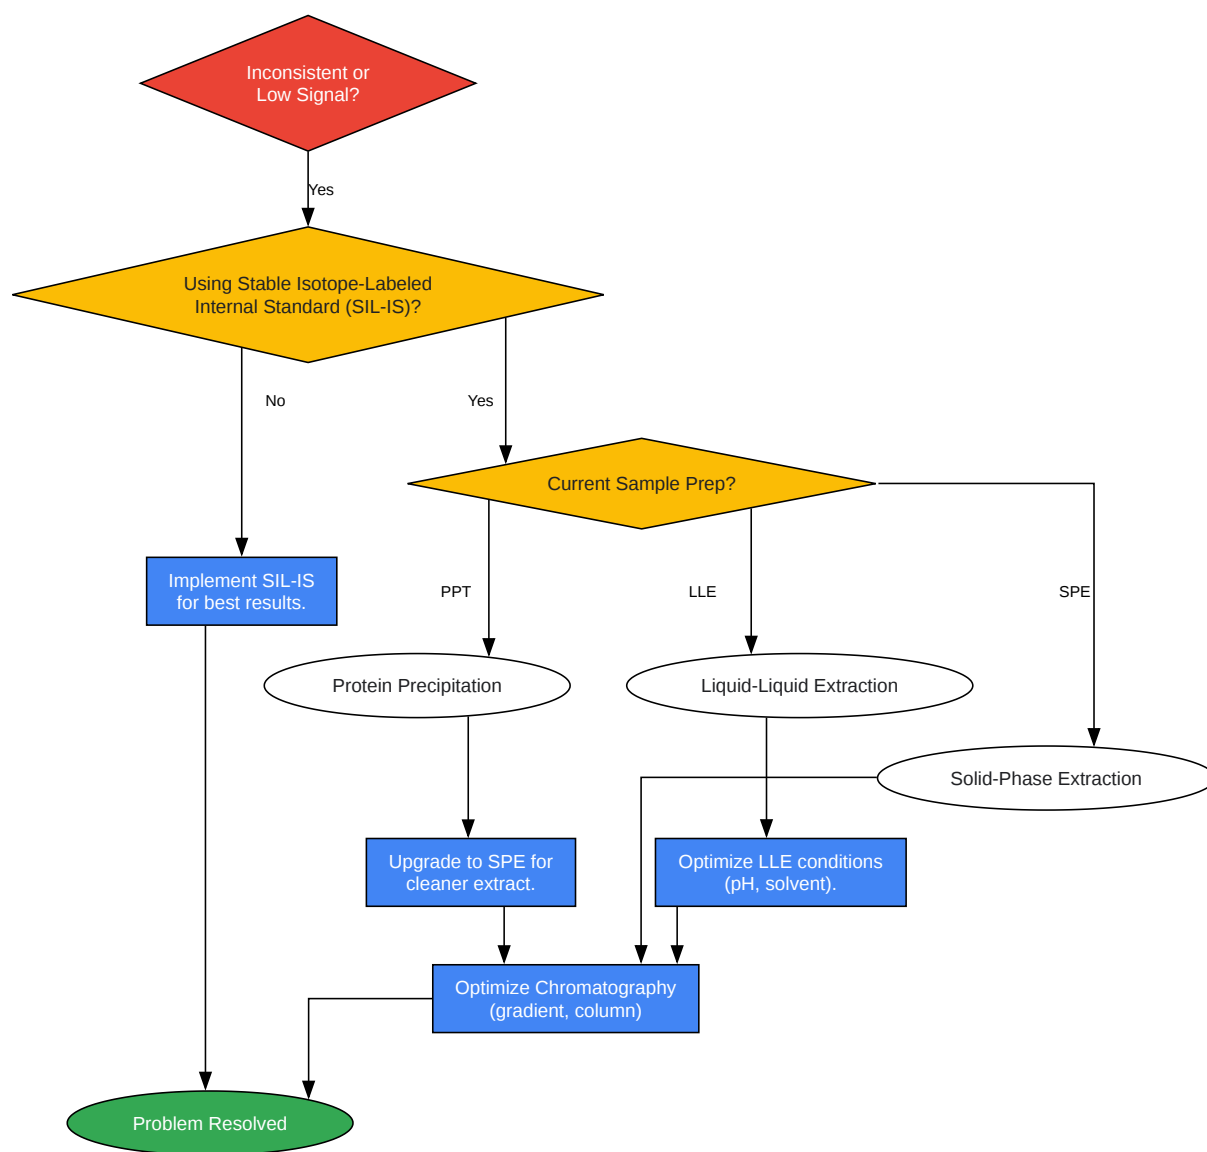 Inconsistent or
Low Signal?
Yes
Using Stable Isotope-Labeled
Internal Standard (SIL-IS)?
No
Yes
Current Sample Prep?
Implement SIL-IS
for best results.
PPT
LLE
SPE
Protein Precipitation
Liquid-Liquid Extraction
Solid-Phase Extraction
Upgrade to SPE for
cleaner extract.
Optimize LLE conditions
(pH, solvent).
Optimize Chromatography
(gradient, column)
Problem Resolved